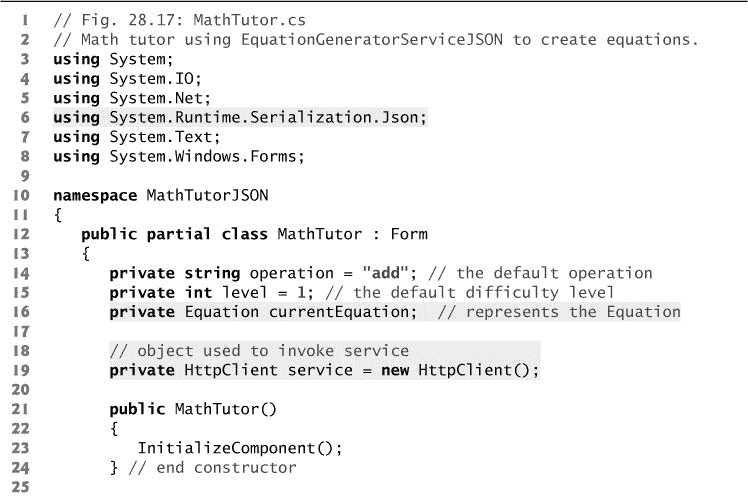 1 // Fig. 28.17: MathTutor.cs
2 // Math tutor using EquationGeneratorServiceJSON to create equations.
3 using System;
4 using System.IO;
5 using System.Net;
6 using System.Runtime.Serialization.Json;
7 using System.Text;
8 using System.Windows.Forms;
9
10 namespace MathTutorJSON
11 {
12 public partial class MathTutor : Form
13 {
14 private string operation = "add"; // the default operation
15 private int level = 1; // the default difficulty level
16 private Equation currentEquation; // represents the Equation
17
18 // object used to invoke service
19 private HttpClient service = new HttpClient();
20
21 public MathTutor()
22 {
23 InitializeComponent();
24 } // end constructor
25